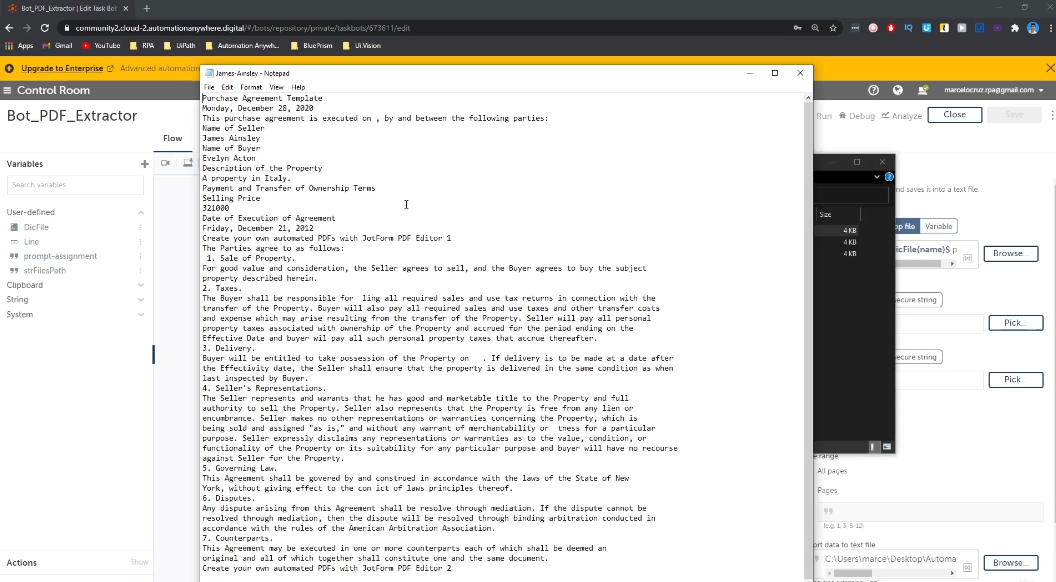 Bot_PDF_Extractor | Edit Task Bot
community2.cloud-2.automationanywhere.digital/#/bots/repository/private/taskbots/673611/edit
Apps Gmail YouTube RPA UiPath Automation Anywh... BluePrism Ui.Vision
Upgrade to Enterprise Advanced automation
Control Room
marcelocruz.rpa@gmail.com
Bot_PDF_Extractor
Run Debug Analyze Close Save
Flow
Variables
Search variables
User-defined
DicFile
Line
prompt-assignment
strFilesPath
Clipboard
String
System
Actions Show
James-Ainsley - Notepad
File Edit Format View Help
Purchase Agreement Template
Monday, December 28, 2020
This purchase agreement is executed on , by and between the following parties:
Name of Seller
James Ainsley
Name of Buyer
Evelyn Acton
Description of the Property
A property in Italy.
Payment and Transfer of Ownership Terms
Selling Price
321000
Date of Execution of Agreement
Friday, December 21, 2012
Create your own automated PDFs with JotForm PDF Editor 1
The Parties agree to as follows:
1. Sale of Property.
For good value and consideration, the Seller agrees to sell, and the Buyer agrees to buy the subject
property described herein.
2. Taxes.
The Buyer shall be responsible for ling all required sales and use tax returns in connection with the
transfer of the Property. Buyer will also pay all required sales and use taxes and other transfer costs
and expense which may arise resulting from the transfer of the Property. Seller will pay all personal
property taxes associated with ownership of the Property and accrued for the period ending on the
Effective Date and buyer wil pay all such personal property taxes that accrue thereafter.
3. Delivery.
Buyer will be entitled to take possession of the Property on . If delivery is to be made at a date after
the Effectivity date, the Seller shall ensure that the property is delivered in the same condition as when
last inspected by Buyer.
4. Seller's Representations.
The Seller represents and warrants that he has good and marketable title to the Property and full
authority to sell the Property. Seller also represents that the Property is free from any lien or
encumbrance. Seller makes no other representations or warranties concerning the Property, which is
being sold and assigned "as is," and without any warrant of merchantability or tness for a particular
purpose. Seller expressly disclaims any representations or warranties as to the value, condition, or
functionality of the Property or its suitability for any particular purpose and buyer will have no recourse
against Seller for the Property.
5. Governing Law.
This Agreement shall be govered by and construed in accordance with the laws of the State of New
York, without giving effect to the con ict of laws principles thereof.
6. Disputes.
Any dispute arising from this Agreement shall be resolve through mediation. If the dispute cannot be
resolved through mediation, then the dispute will be resolved through binding arbitration conducted in
accordance with the rules of the American Arbitration Association.
7. Counterparts.
This Agreement may be executed in one or more counterparts each of which shall be deemed an
original and all of which together shall constitute one and the same document.
Create your own automated PDFs with JotForm PDF Editor 2
Size
4 KB
4 KB
4 KB
and saves it into a text file.
op file Variable
DicFile{name}$ p Browse...
ecure string
Pick...
ecure string
Pick...
e range
All pages
Pages
(e.g. 1, 3, 5-12)
ort data to text file
C:\Users\marce\Desktop\Automa Browse...